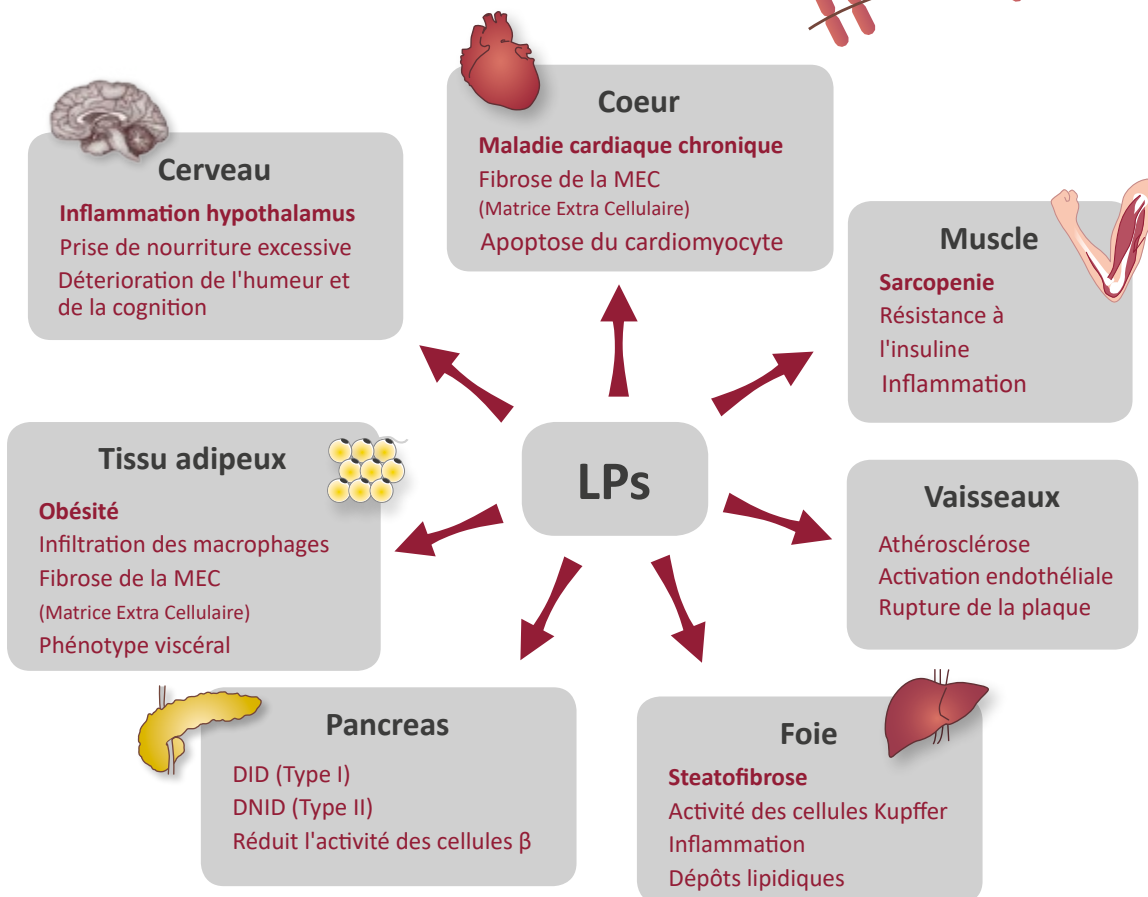 Coeur
Maladie cardiaque chronique
Fibrose de la MEC
(Matrice Extra Cellulaire)
Apoptose du cardiomyocyte
Cerveau
Inflammation hypothalamus
Prise de nourriture excessive
Déterioration de l'humeur et
de la cognition
Muscle
Sarcopenie
Résistance à
l'insuline
Inflammation
LPs
Tissu adipeux
Obésité
Infiltration des macrophages
Fibrose de la MEC
(Matrice Extra Cellulaire)
Phénotype viscéral
Vaisseaux
Athérosclérose
Activation endothéliale
Rupture de la plaque
Pancreas
DID (Type I)
DNID (Type II)
Réduit l'activité des cellules β
Foie
Steatofibrose
Activité des cellules Kupffer
Inflammation
Dépôts lipidiques